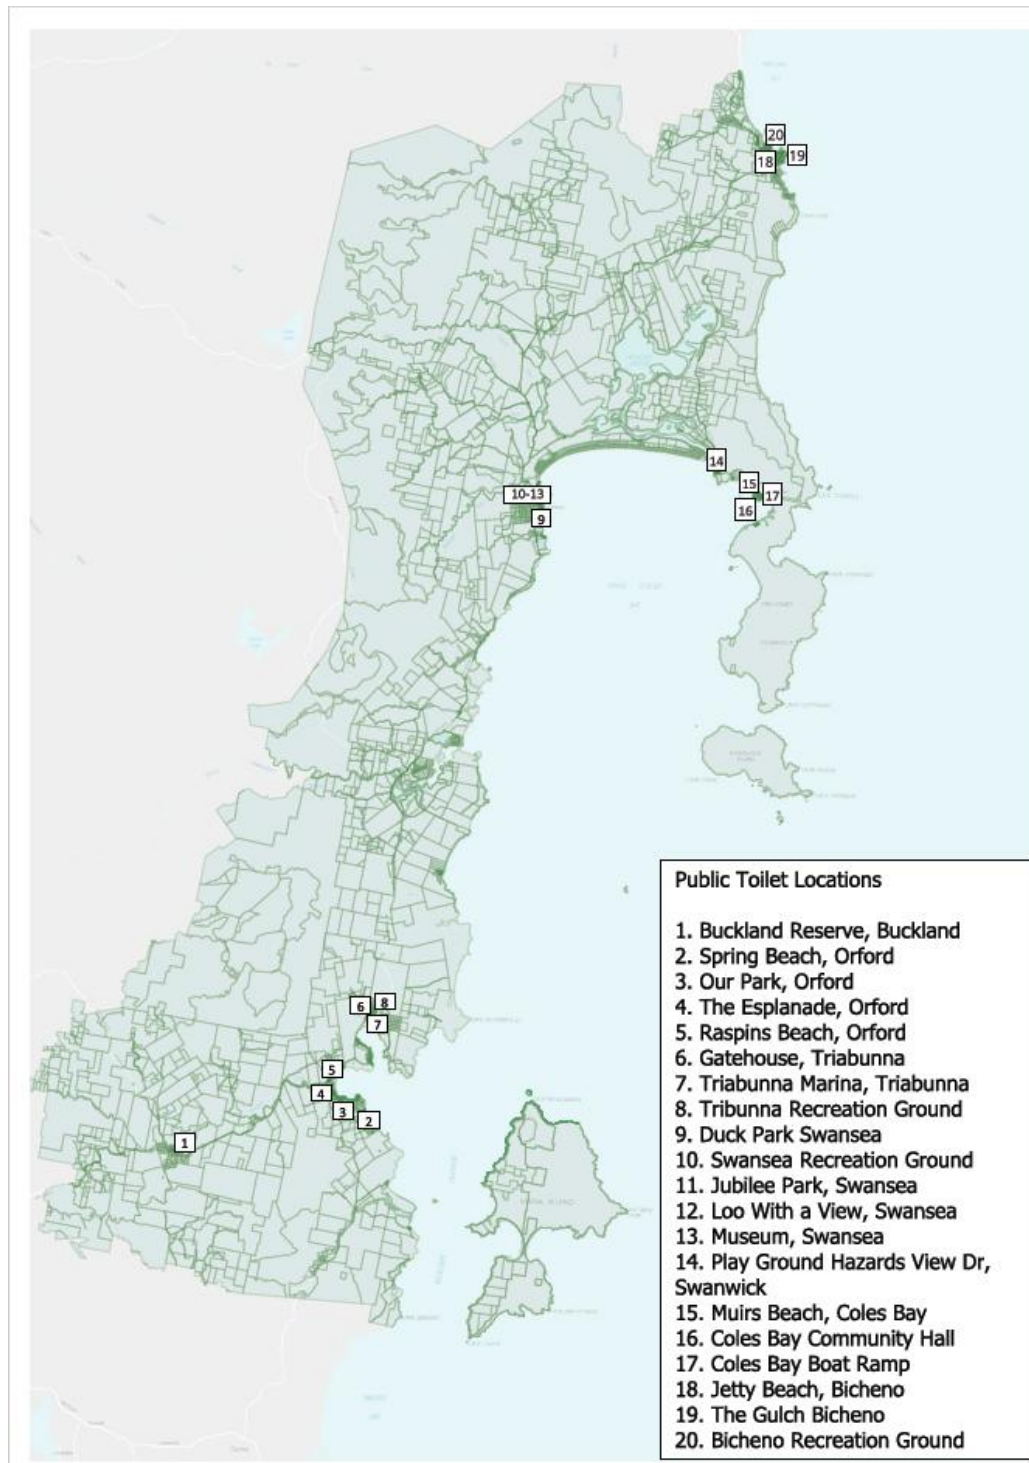 20
18
19
14
15
17
16
10-13
9
6
8
7
5
4
3
2
1
Public Toilet Locations
1. Buckland Reserve, Buckland
2. Spring Beach, Orford
3. Our Park, Orford
4. The Esplanade, Orford
5. Raspins Beach, Orford
6. Gatehouse, Triabunna
7. Triabunna Marina, Triabunna
8. Tribunna Recreation Ground
9. Duck Park Swansea
10. Swansea Recreation Ground
11. Jubilee Park, Swansea
12. Loo With a View, Swansea
13. Museum, Swansea
14. Play Ground Hazards View Dr,
Swanwick
15. Muirs Beach, Coles Bay
16. Coles Bay Community Hall
17. Coles Bay Boat Ramp
18. Jetty Beach, Bicheno
19. The Gulch Bicheno
20. Bicheno Recreation Ground